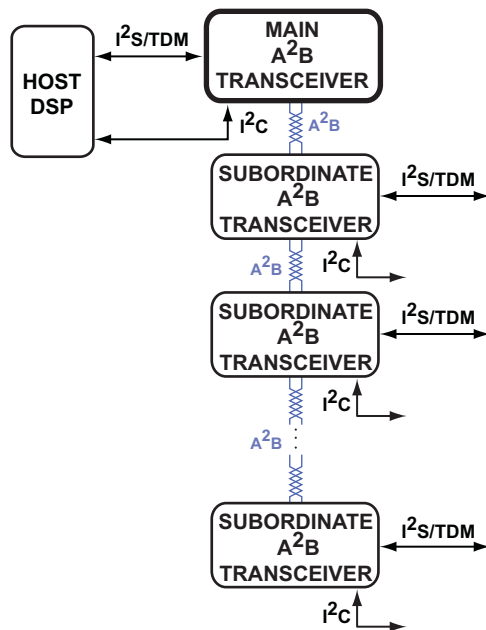 I²S/TDM
MAIN
A²B
TRANSCEIVER
HOST
DSP
I²C
A²B
SUBORDINATE
A²B
TRANSCEIVER
I²S/TDM
I²C
A²B
SUBORDINATE
A²B
TRANSCEIVER
I²S/TDM
I²C
A²B
SUBORDINATE
A²B
TRANSCEIVER
I²S/TDM
I²C